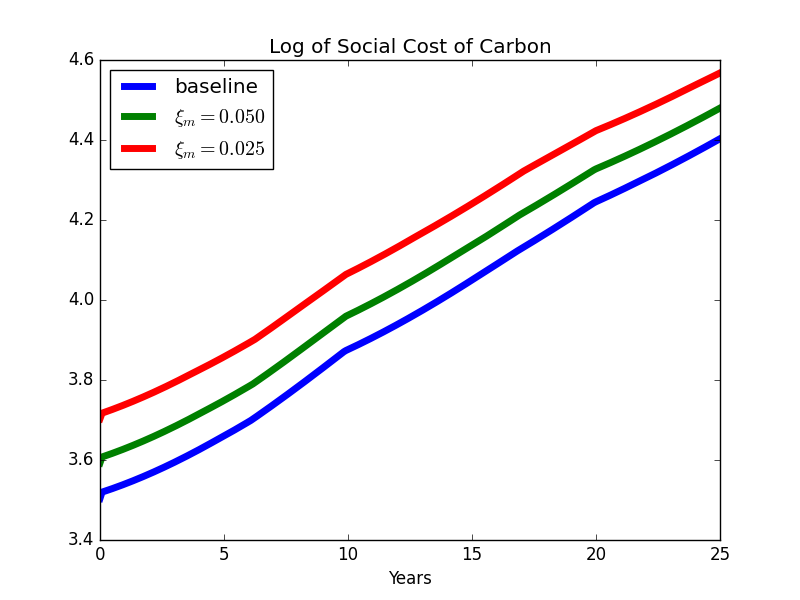 Log of Social Cost of Carbon
4.6
baseline
ξₘ = 0.050
ξₘ = 0.025
4.4
4.2
4.0
3.8
3.6
3.4
0 5 10 15 20 25
Years